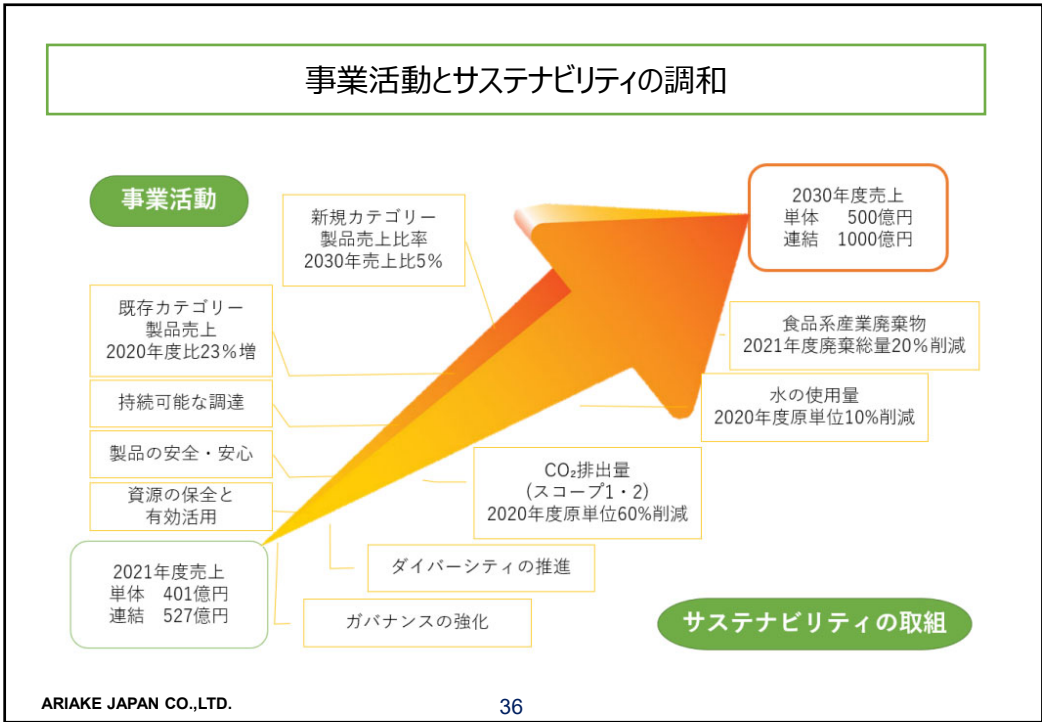 事業活動とサステナビリティの調和
事業活動
新規カテゴリー
製品売上比率
2030年売上比5%
2030年度売上
単体 500億円
連結 1000億円
既存カテゴリー
製品売上
2020年度比23%増
持続可能な調達
製品の安全・安心
資源の保全と
有効活用
2021年度売上
単体 401億円
連結 527億円
食品系産業廃棄物
2021年度廃棄総量20%削減
水の使用量
2020年度原単位10%削減
CO₂排出量
(スコープ1・2)
2020年度原単位60%削減
ダイバーシティの推進
ガバナンスの強化
サステナビリティの取組
ARIAKE JAPAN CO.,LTD.
36